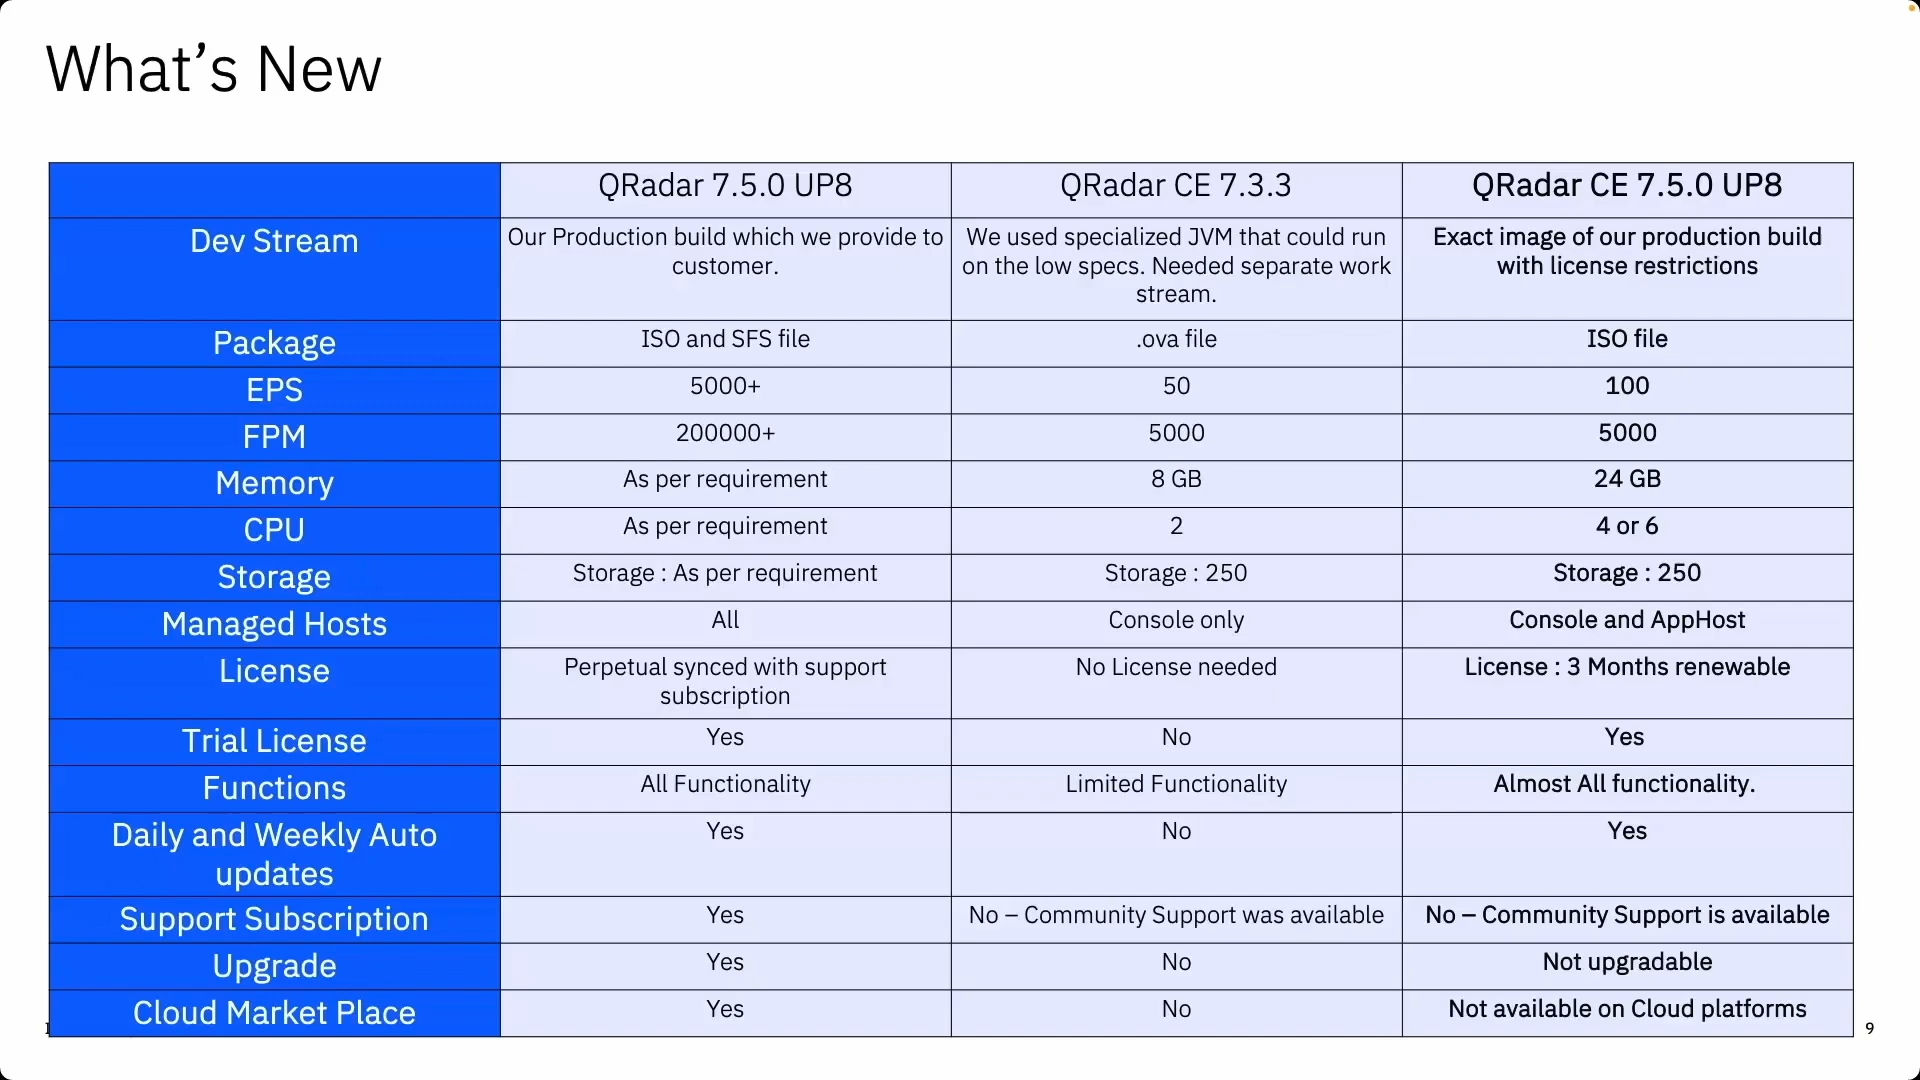 What’s New
QRadar 7.5.0 UP8
QRadar CE 7.3.3
QRadar CE 7.5.0 UP8
Dev Stream
Our Production build which we provide to
customer.
We used specialized JVM that could run
on the low specs. Needed separate work
stream.
Exact image of our production build
with license restrictions
Package
ISO and SFS file
.ova file
ISO file
EPS
5000+
50
100
FPM
200000+
5000
5000
Memory
As per requirement
8 GB
24 GB
CPU
As per requirement
2
4 or 6
Storage
Storage : As per requirement
Storage : 250
Storage : 250
Managed Hosts
All
Console only
Console and AppHost
License
Perpetual synced with support
subscription
No License needed
License : 3 Months renewable
Trial License
Yes
No
Yes
Functions
All Functionality
Limited Functionality
Almost All functionality.
Daily and Weekly Auto
updates
Yes
No
Yes
Support Subscription
Yes
No – Community Support was available
No – Community Support is available
Upgrade
Yes
No
Not upgradable
Cloud Market Place
Yes
No
Not available on Cloud platforms
9